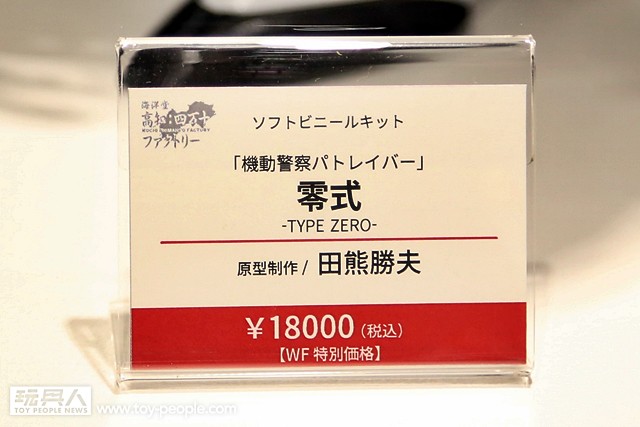 海洋堂
高知・四万十
KOCHI SHIMANTO FACTORY
ファクトリー
ソフトビニールキット
「機動警察パトレイバー」
零式
-TYPE ZERO-
原型制作 / 田熊勝夫
￥18000(税込)
【WF 特別価格】
玩具人
TOY PEOPLE NEWS
www.toy-people.com